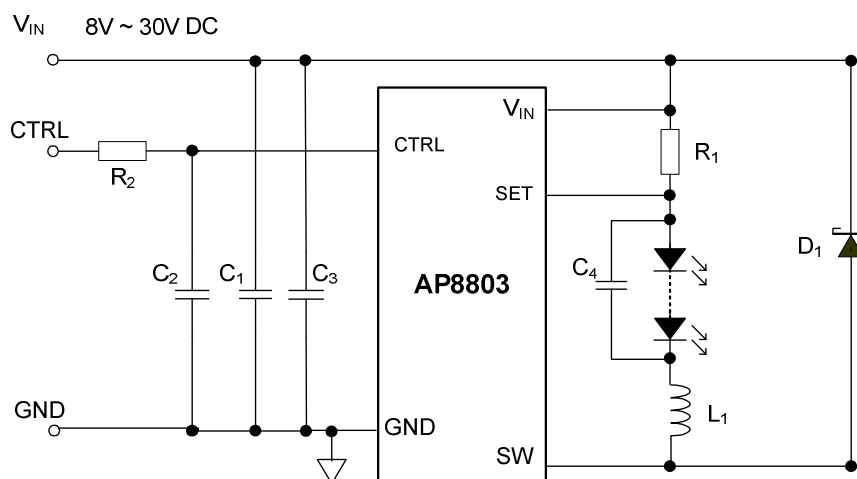 VIN 8V ~ 30V DC
CTRL
R2
CTRL
VIN
R1
SET
C2
C1
C3
AP8803
C4
D1
GND
GND
L1
SW